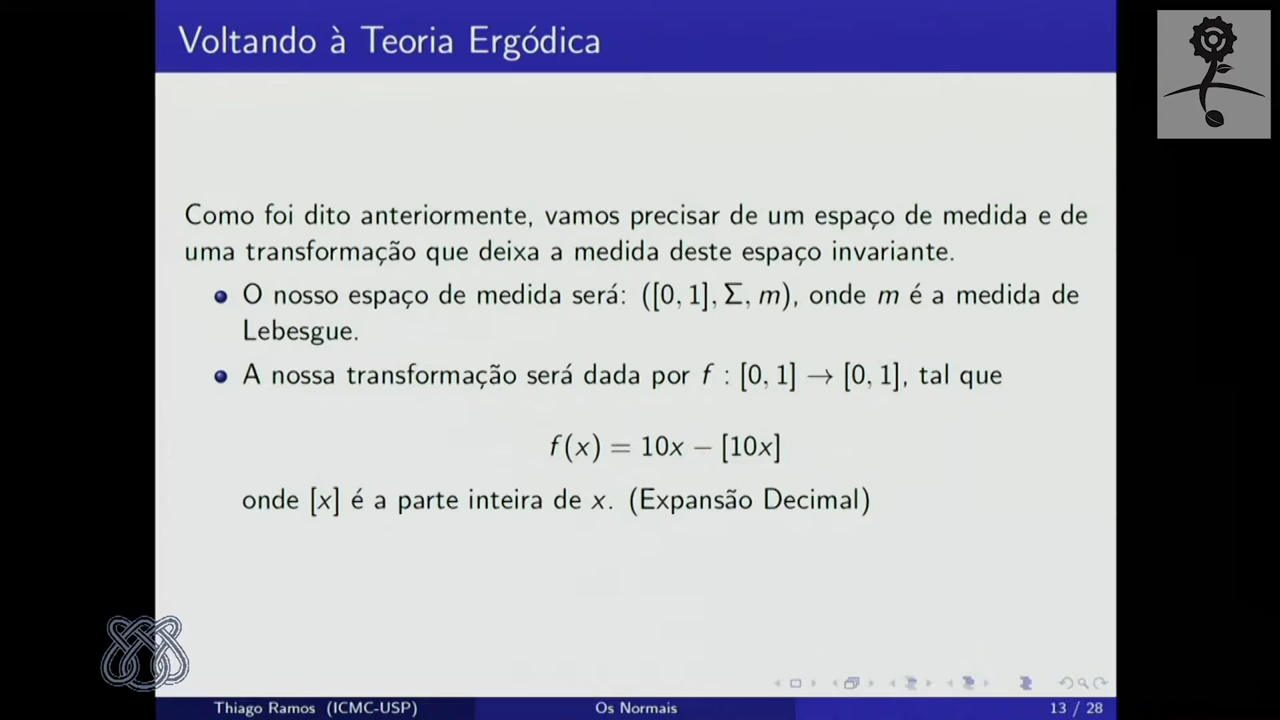 Voltando à Teoria Ergódica
Como foi dito anteriormente, vamos precisar de um espaço de medida e de
uma transformação que deixa a medida deste espaço invariante.
O nosso espaço de medida será: ([0, 1], Σ, m), onde m é a medida de
Lebesgue.
A nossa transformação será dada por f : [0, 1] → [0, 1], tal que
f(x) = 10x − [10x]
onde [x] é a parte inteira de x. (Expansão Decimal)
Thiago Ramos (ICMC-USP) Os Normais 13 / 28